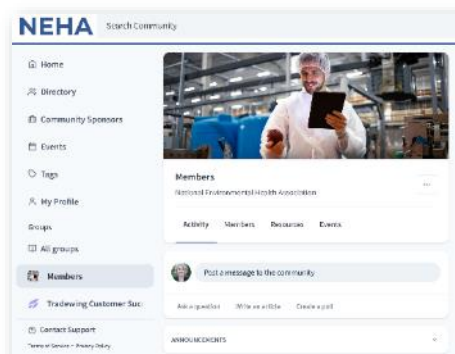 NEHA
Search Community
Home
Directory
Community Sponsors
Events
Tags
My Profile
Groups
All groups
Members
Tradewing Customer Suc
Contact Support
Terms of Service • Privacy Policy
Members
National Environmental Health Association
Activity
Members
Resources
Events
Post a message to the community
Ask a question
Write an article
Create a poll
ANNOUNCEMENTS